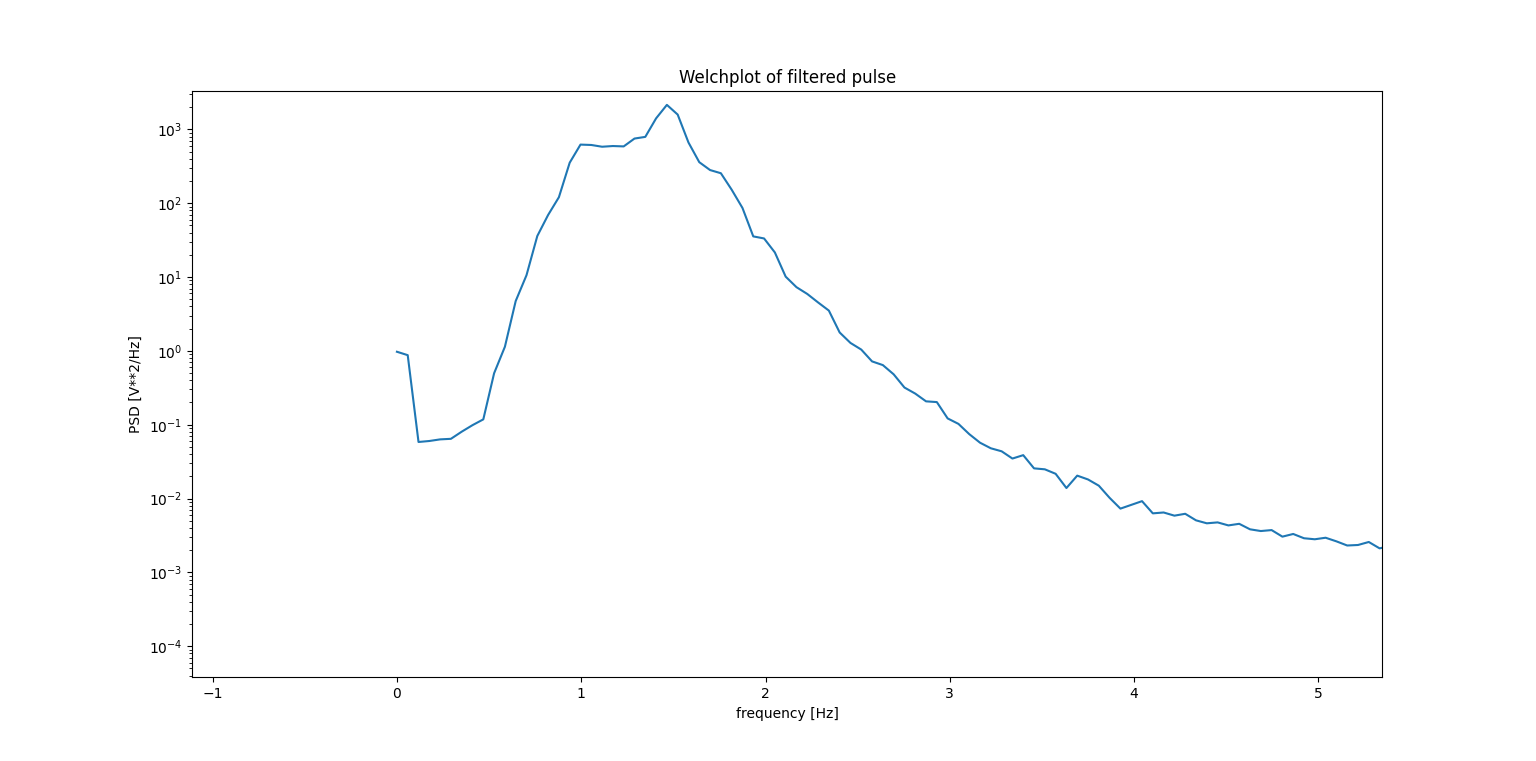 Welchplot of filtered pulse
PSD [V**2/Hz]
10³
10²
10¹
10⁰
10⁻¹
10⁻²
10⁻³
10⁻⁴
−1 0 1 2 3 4 5
frequency [Hz]